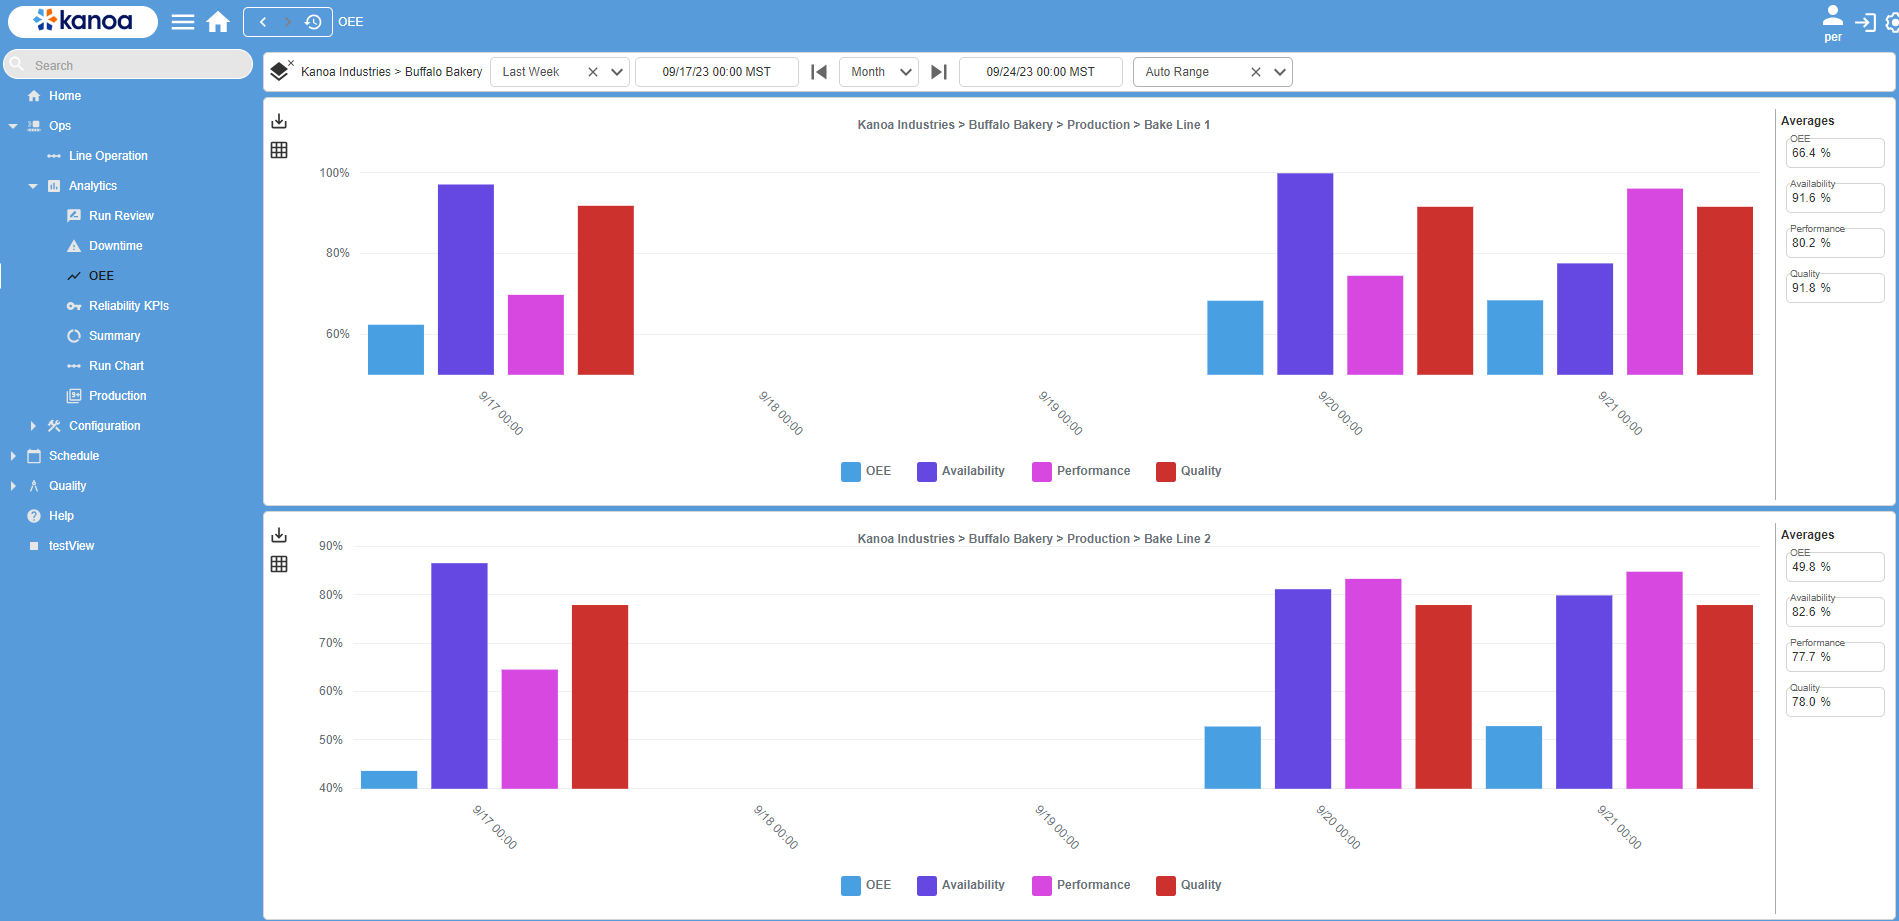 kanoa
OEE
per
Search
Home
Ops
Line Operation
Analytics
Run Review
Downtime
OEE
Reliability KPIs
Summary
Run Chart
Production
Configuration
Schedule
Quality
Help
testView
Kanoa Industries > Buffalo Bakery
Last Week
09/17/23 00:00 MST
Month
09/24/23 00:00 MST
Auto Range
Kanoa Industries > Buffalo Bakery > Production > Bake Line 1
100%
80%
60%
9/17 00:00
9/18 00:00
9/19 00:00
9/20 00:00
9/21 00:00
OEE Availability Performance Quality
Averages
OEE
66.4 %
Availability
91.6 %
Performance
80.2 %
Quality
91.8 %
Kanoa Industries > Buffalo Bakery > Production > Bake Line 2
90%
80%
70%
60%
50%
40%
9/17 00:00
9/18 00:00
9/19 00:00
9/20 00:00
9/21 00:00
OEE Availability Performance Quality
Averages
OEE
49.8 %
Availability
82.6 %
Performance
77.7 %
Quality
78.0 %